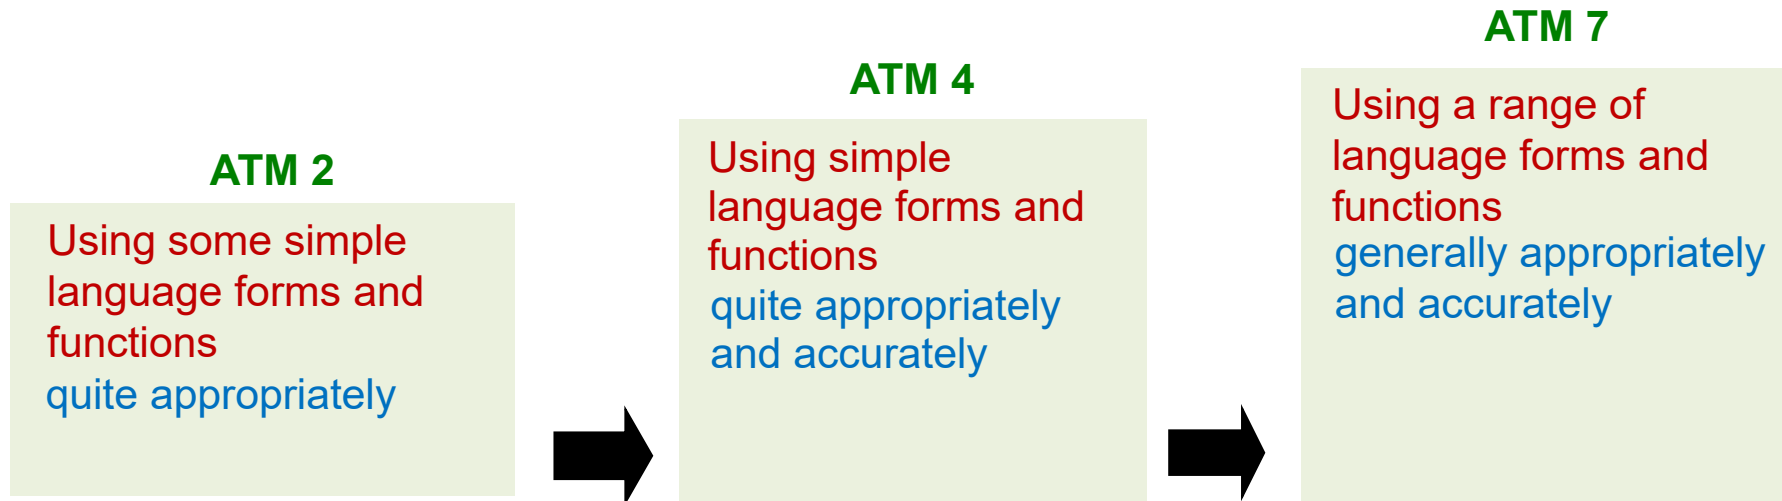 ATM 2
Using some simple
language forms and
functions
quite appropriately
ATM 4
Using simple
language forms and
functions
quite appropriately
and accurately
ATM 7
Using a range of
language forms and
functions
generally appropriately
and accurately